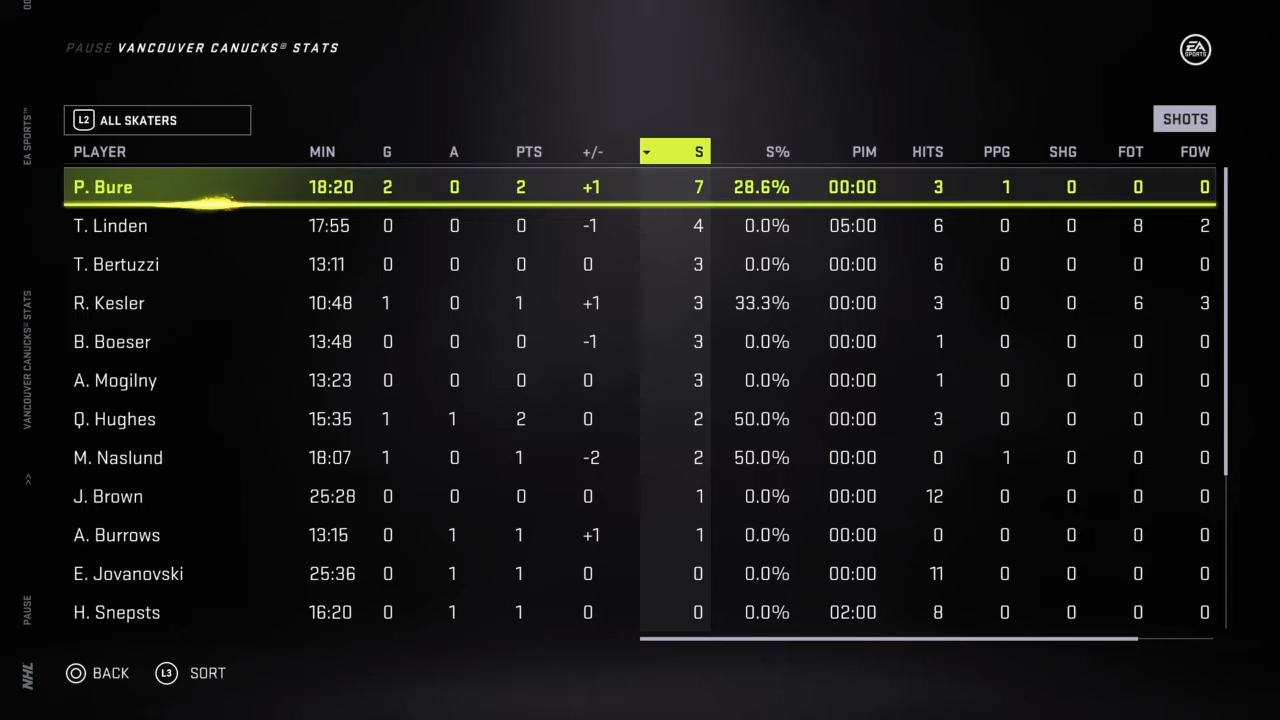 PAUSE VANCOUVER CANUCKS® STATS
EA SPORTS
L2 ALL SKATERS
SHOTS
PLAYER MIN G A PTS +/- S S% PIM HITS PPG SHG FOT FOW
P. Bure 18:20 2 0 2 +1 7 28.6% 00:00 3 1 0 0 0
T. Linden 17:55 0 0 0 -1 4 0.0% 05:00 6 0 0 8 2
T. Bertuzzi 13:11 0 0 0 0 3 0.0% 00:00 6 0 0 0 0
R. Kesler 10:48 1 0 1 +1 3 33.3% 00:00 3 0 0 6 3
B. Boeser 13:48 0 0 0 -1 3 0.0% 00:00 1 0 0 0 0
A. Mogilny 13:23 0 0 0 0 3 0.0% 00:00 1 0 0 0 0
Q. Hughes 15:35 1 1 2 0 2 50.0% 00:00 3 0 0 0 0
M. Naslund 18:07 1 0 1 -2 2 50.0% 00:00 0 1 0 0 0
J. Brown 25:28 0 0 0 0 1 0.0% 00:00 12 0 0 0 0
A. Burrows 13:15 0 1 1 +1 1 0.0% 00:00 0 0 0 0 0
E. Jovanovski 25:36 0 1 1 0 0 0.0% 00:00 11 0 0 0 0
H. Snepsts 16:20 0 1 1 0 0 0.0% 02:00 8 0 0 0 0
BACK L3 SORT
NHL PAUSE >> VANCOUVER CANUCKS® STATS EA SPORTS™